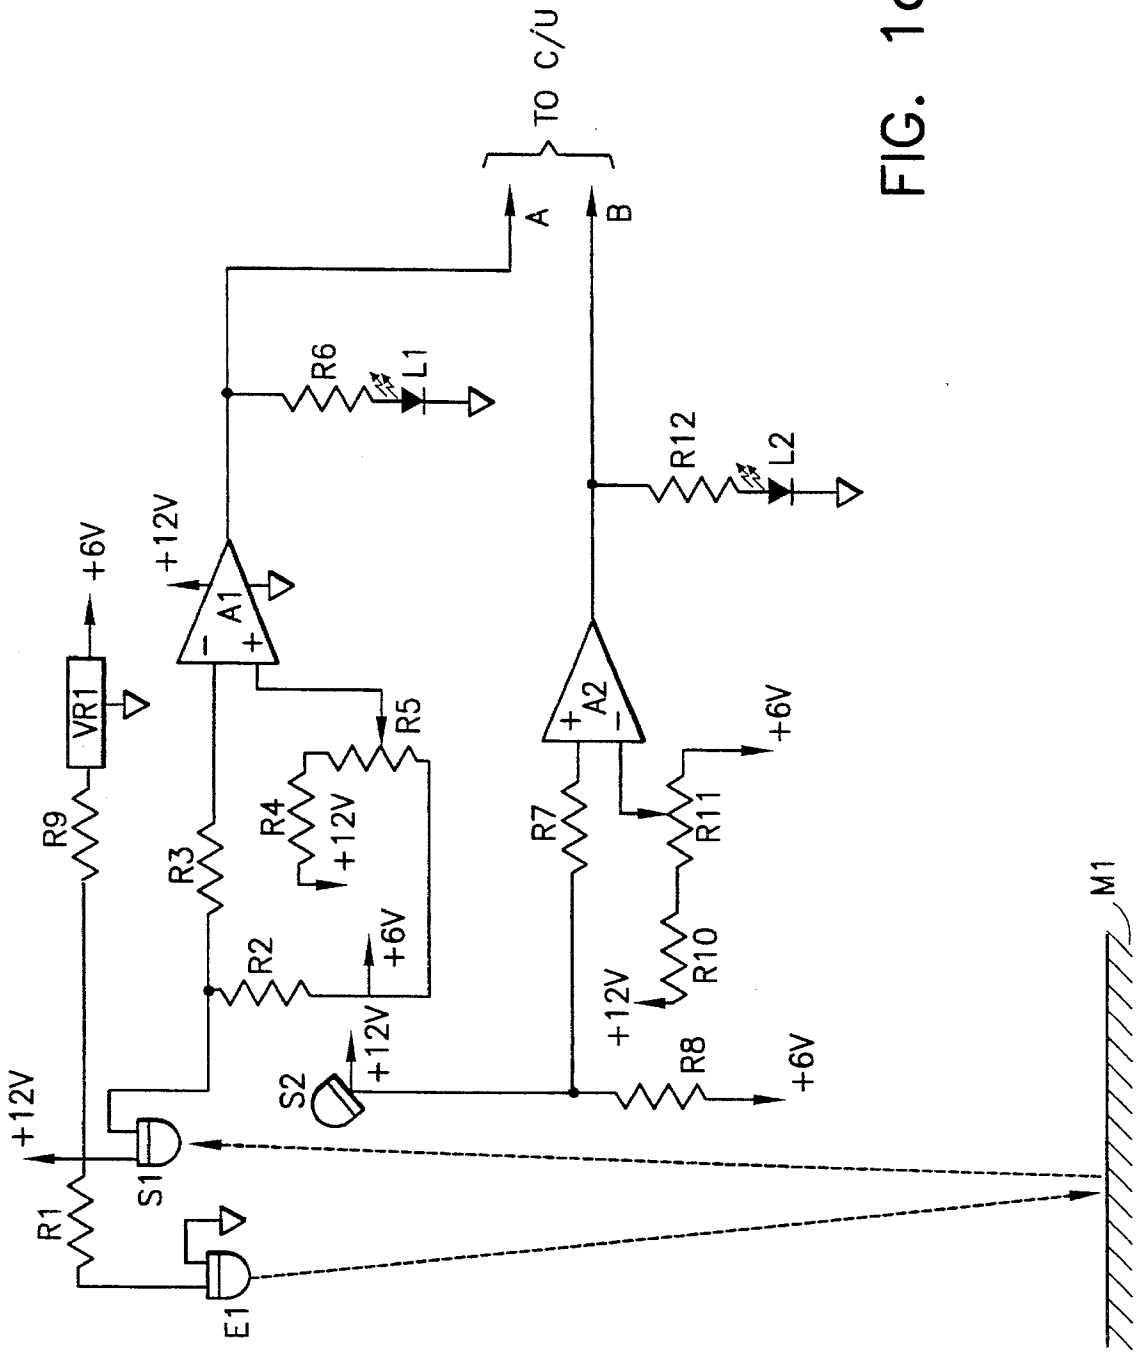 +12V
R1
S1
E1
R9
VR1
+6V
+12V
A1
−
+
R3
R2
R4
+12V
R5
+6V
R6
L1
A
TO C/U
B
S2
+12V
R7
A2
+
−
R8
+6V
+12V
R10
R11
+6V
R12
L2
M1
FIG. 1